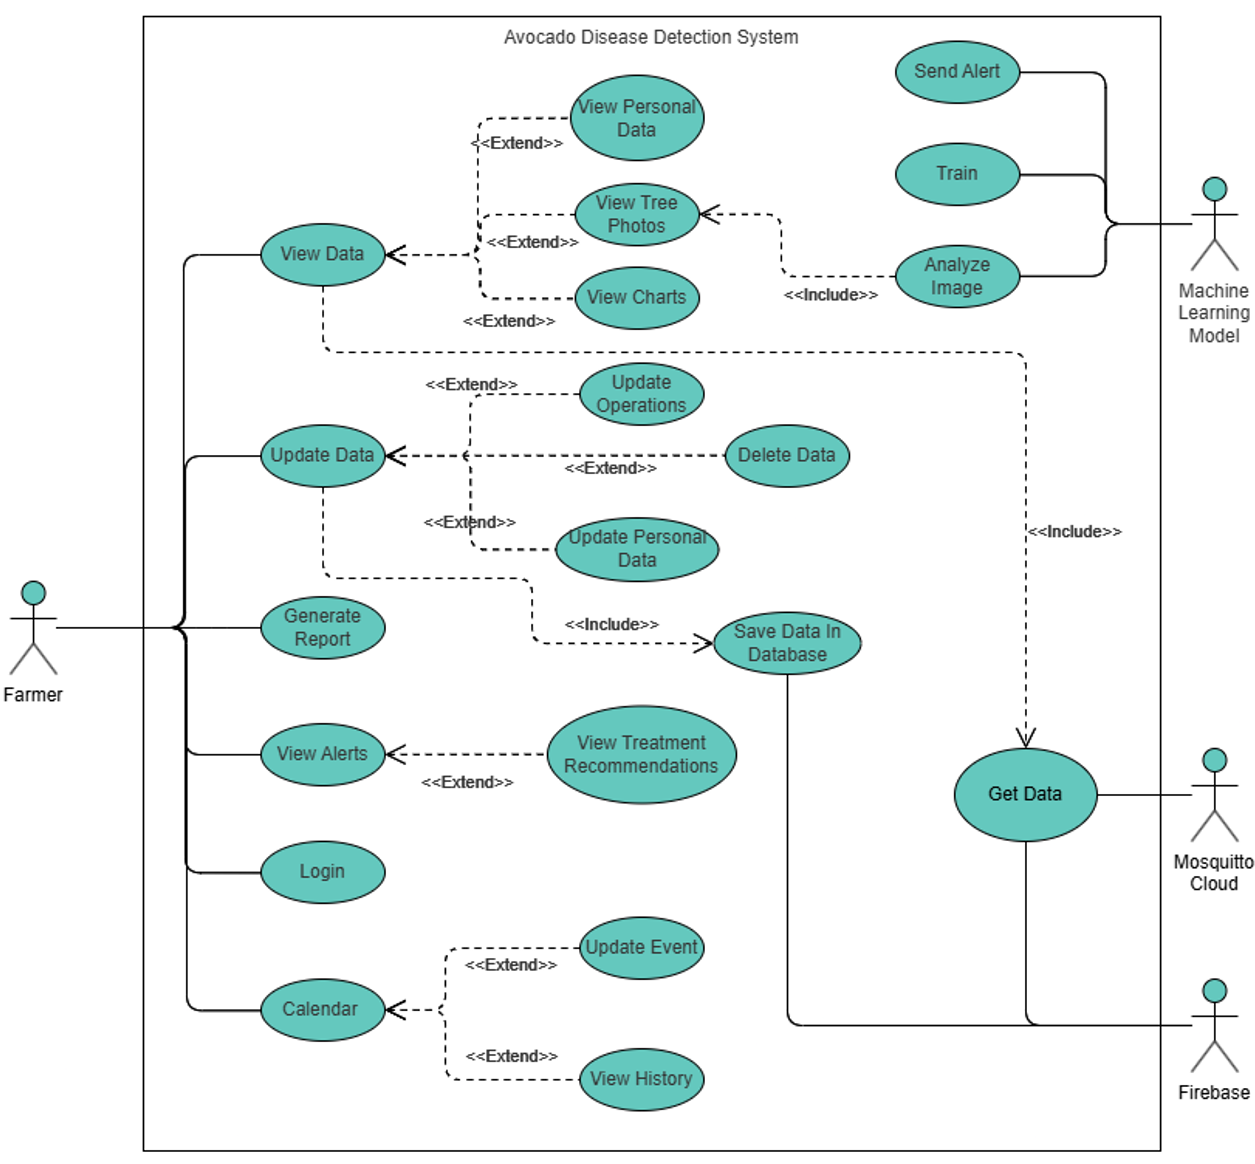 Avocado Disease Detection System
Send Alert
View Personal
Data
<<Extend>>
Train
View Tree
Photos
<<Extend>>
View Data
Analyze
Image
<<Include>>
View Charts
<<Extend>>
Machine
Learning
Model
Update
Operations
<<Extend>>
Update Data
Delete Data
<<Extend>>
<<Extend>>
Update Personal
Data
<<Include>>
Generate
Report
<<Include>>
Save Data In
Database
Farmer
View Alerts
View Treatment
Recommendations
<<Extend>>
Get Data
Mosquitto
Cloud
Login
Update Event
<<Extend>>
Calendar
<<Extend>>
View History
Firebase